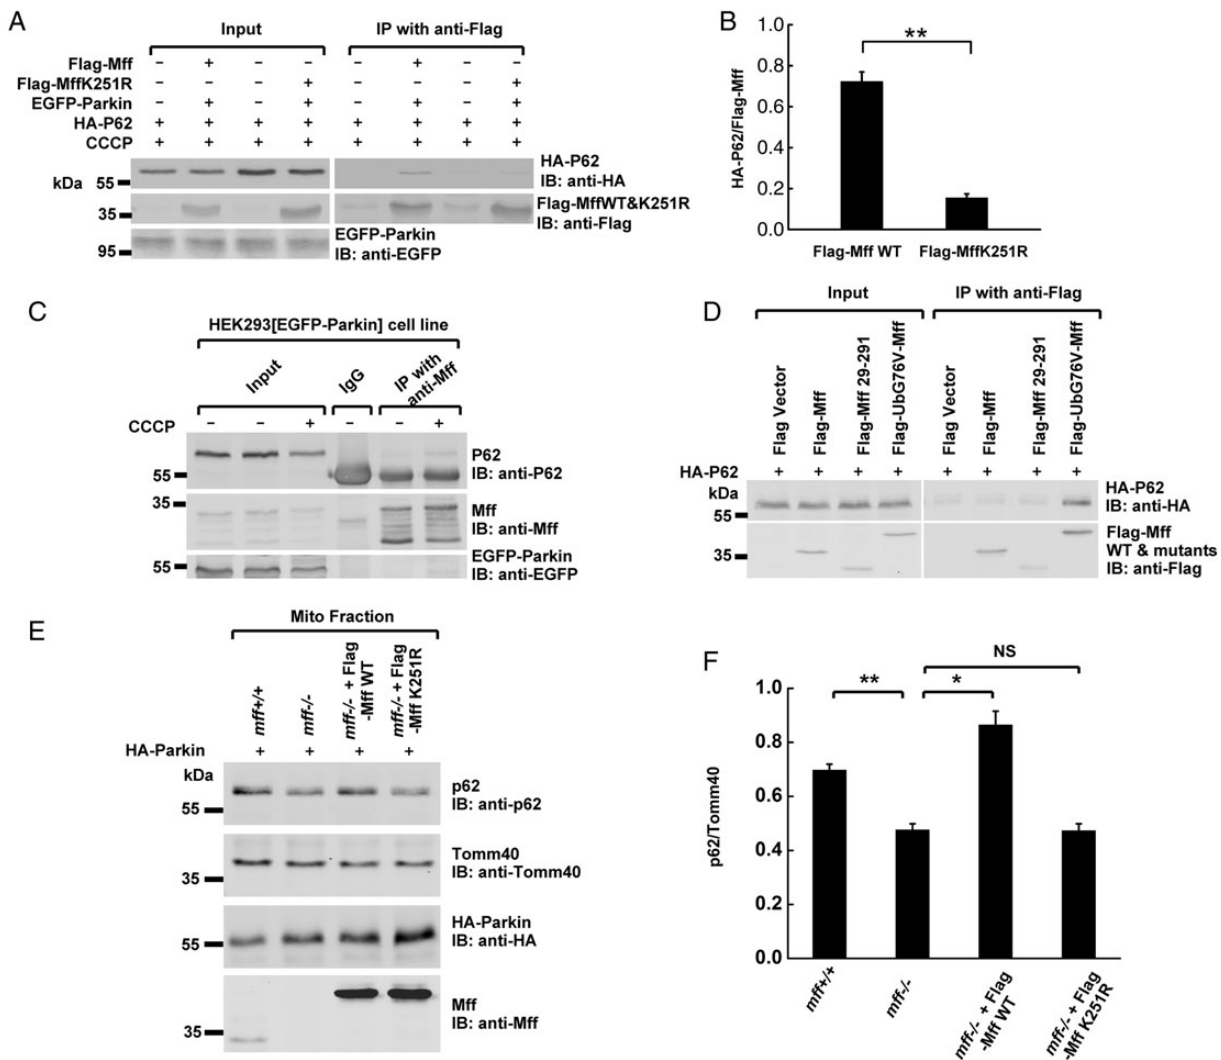 A
Input
IP with anti-Flag
Flag-Mff – + – – – + – –
Flag-MffK251R – – – + – – – +
EGFP-Parkin – + – + – + – +
HA-P62 + + + + + + + +
CCCP + + + + + + + +
kDa
55
HA-P62
IB: anti-HA
35
Flag-MffWT&K251R
IB: anti-Flag
95
EGFP-Parkin
IB: anti-EGFP
B
HA-P62/Flag-Mff
1.0
0.8
0.6
0.4
0.2
0.0
**
Flag-Mff WT
Flag-MffK251R
C
HEK293[EGFP-Parkin] cell line
Input
IgG
IP with
anti-Mff
CCCP – – + – +
55
P62
IB: anti-P62
35
Mff
IB: anti-Mff
55
EGFP-Parkin
IB: anti-EGFP
D
Input
IP with anti-Flag
Flag Vector
Flag-Mff
Flag-Mff 29-291
Flag-UbG76V-Mff
Flag Vector
Flag-Mff
Flag-Mff 29-291
Flag-UbG76V-Mff
HA-P62 + + + + + + + +
kDa
55
HA-P62
IB: anti-HA
35
Flag-Mff
WT & mutants
IB: anti-Flag
E
Mito Fraction
mff+/+
mff-/-
mff-/- + Flag
-Mff WT
mff-/- + Flag
-Mff K251R
HA-Parkin + + + +
kDa
55
p62
IB: anti-p62
35
Tomm40
IB: anti-Tomm40
55
HA-Parkin
IB: anti-HA
35
Mff
IB: anti-Mff
F
p62/Tomm40
1.0
0.8
0.6
0.4
0.2
0.0
**
*
NS
mff+/+
mff-/-
mff-/- + Flag
-Mff WT
mff-/- + Flag
-Mff K251R